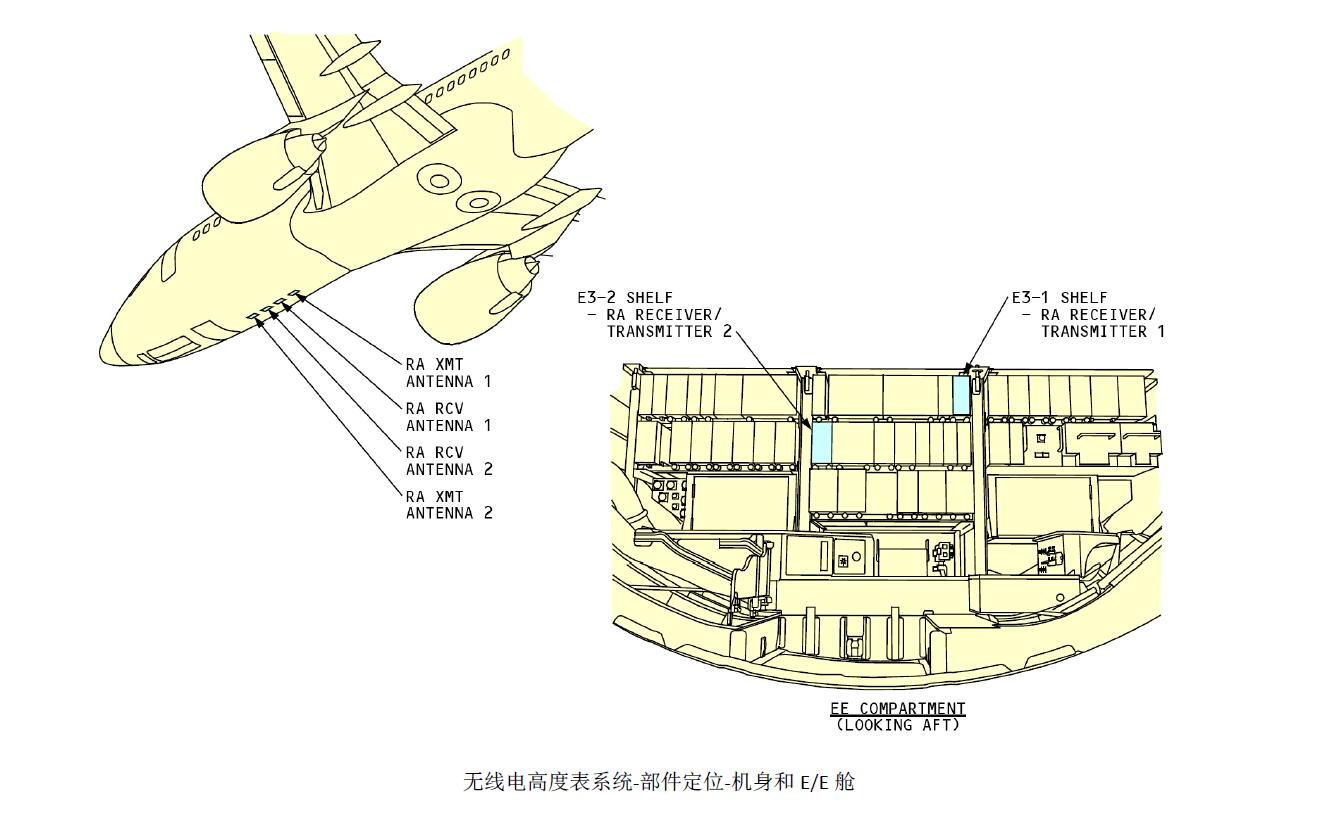 RA XMT
ANTENNA 1
RA RCV
ANTENNA 1
RA RCV
ANTENNA 2
RA XMT
ANTENNA 2
E3-2 SHELF
- RA RECEIVER/
TRANSMITTER 2
E3-1 SHELF
- RA RECEIVER/
TRANSMITTER 1
EE COMPARTMENT
(LOOKING AFT)
无线电高度表系统-部件定位-机身和 E/E 舱